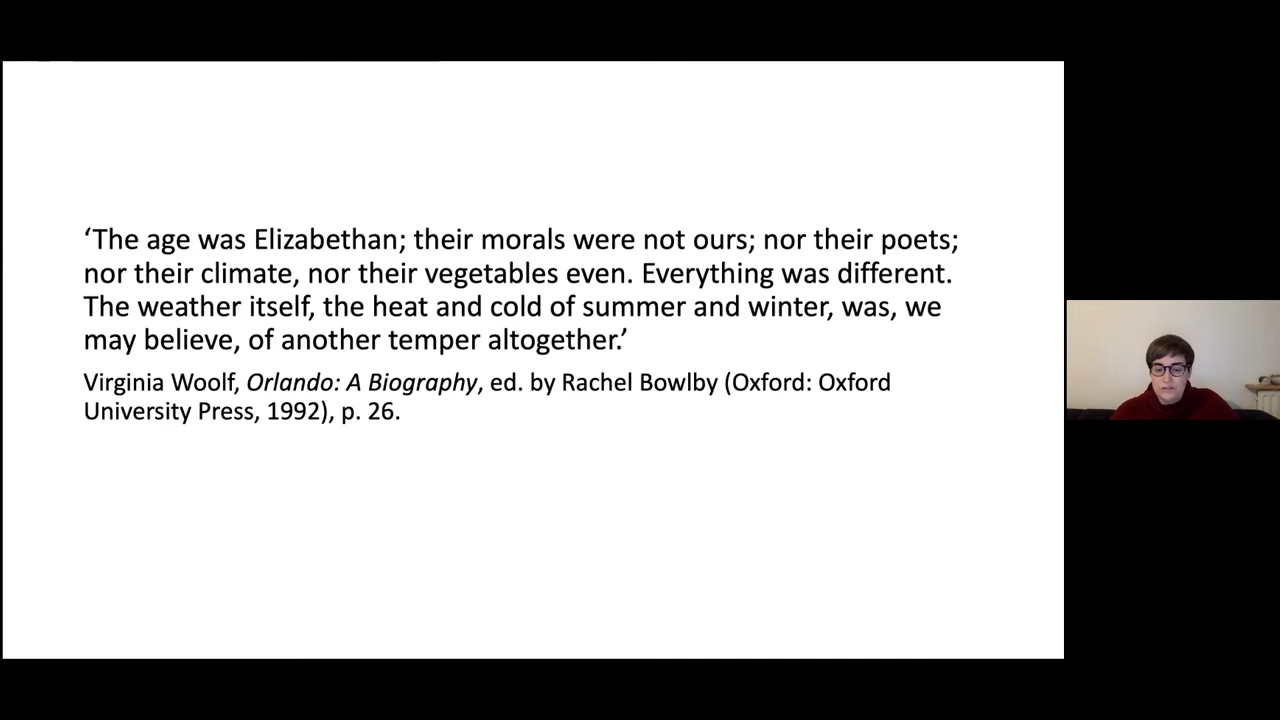 ‘The age was Elizabethan; their morals were not ours; nor their poets;
nor their climate, nor their vegetables even. Everything was different.
The weather itself, the heat and cold of summer and winter, was, we
may believe, of another temper altogether.’
Virginia Woolf, Orlando: A Biography, ed. by Rachel Bowlby (Oxford: Oxford
University Press, 1992), p. 26.